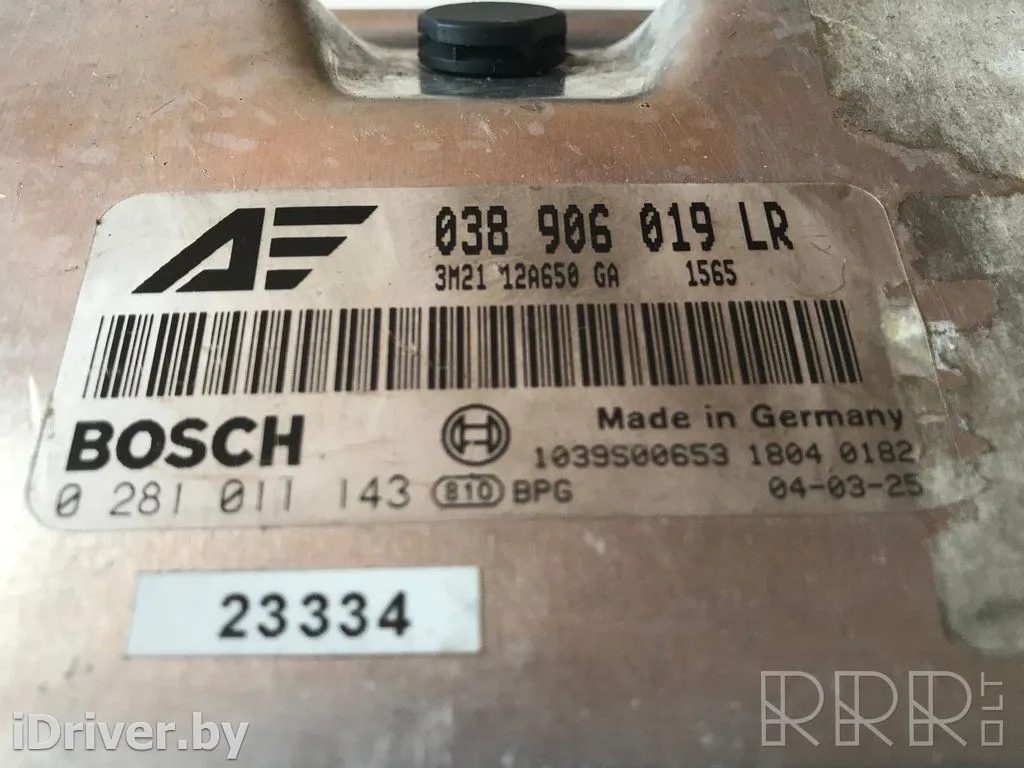 AF 038 906 019 LR
3M21 12A650 GA 1565
BOSCH
Made in Germany
1039S00653 1804 0182
0 281 011 143 810 BPG 04-03-25
23334
iDriver.by
RRR.LT